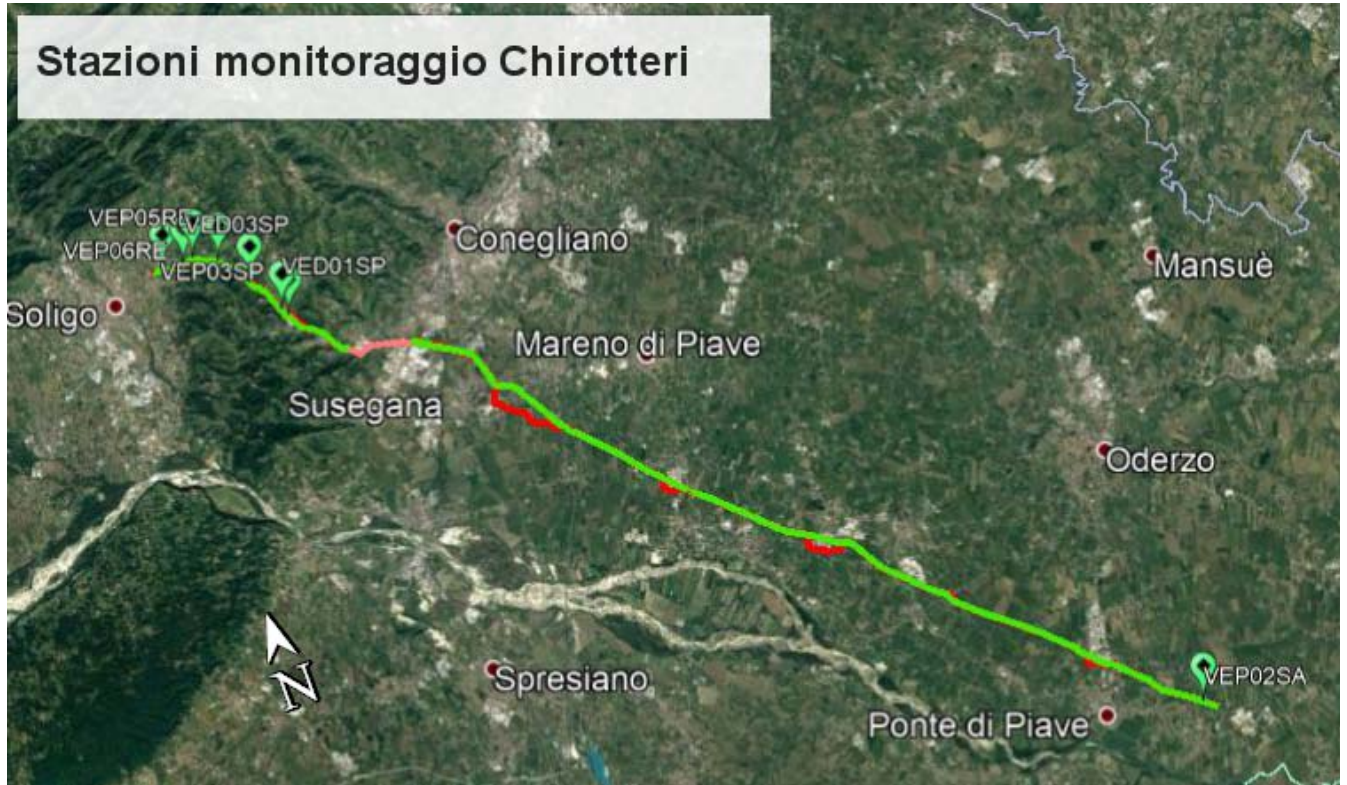 Stazioni monitoraggio Chirotteri
VEP05RE
VED03SP
VEP06RE
VEP03SP
VED01SP
Conegliano
Mansuè
Soligo
Mareno di Piave
Susegana
Oderzo
N
Spresiano
VEP02SA
Ponte di Piave